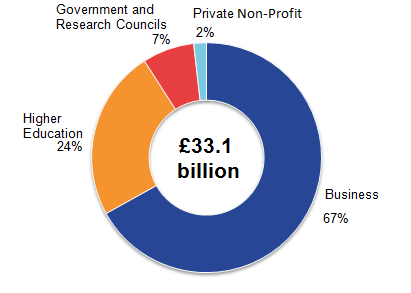 Government and
Research Councils
7%
Private Non-Profit
2%
Higher
Education
24%
£33.1
billion
Business
67%